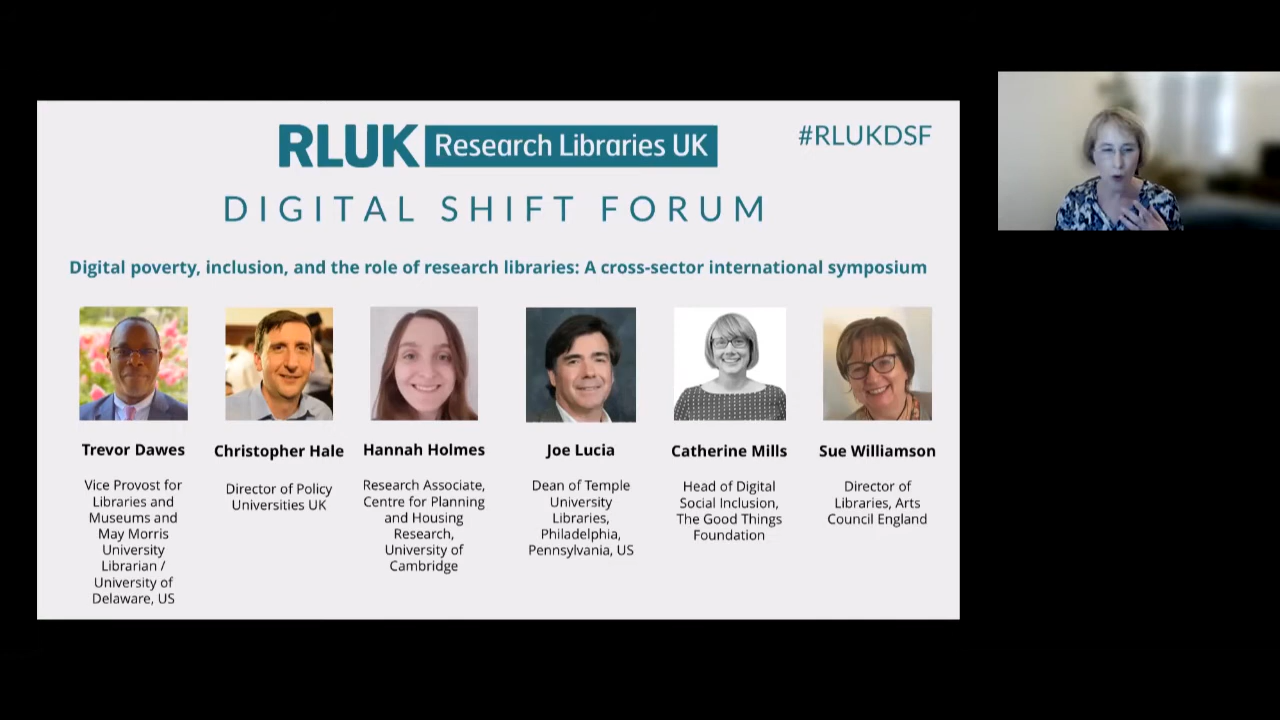 RLUK Research Libraries UK
#RLUKDSF
DIGITAL SHIFT FORUM
Digital poverty, inclusion, and the role of research libraries: A cross-sector international symposium
Trevor Dawes
Vice Provost for
Libraries and
Museums and
May Morris
University
Librarian /
University of
Delaware, US
Christopher Hale
Director of Policy
Universities UK
Hannah Holmes
Research Associate,
Centre for Planning
and Housing
Research,
University of
Cambridge
Joe Lucia
Dean of Temple
University
Libraries,
Philadelphia,
Pennsylvania, US
Catherine Mills
Head of Digital
Social Inclusion,
The Good Things
Foundation
Sue Williamson
Director of
Libraries, Arts
Council England